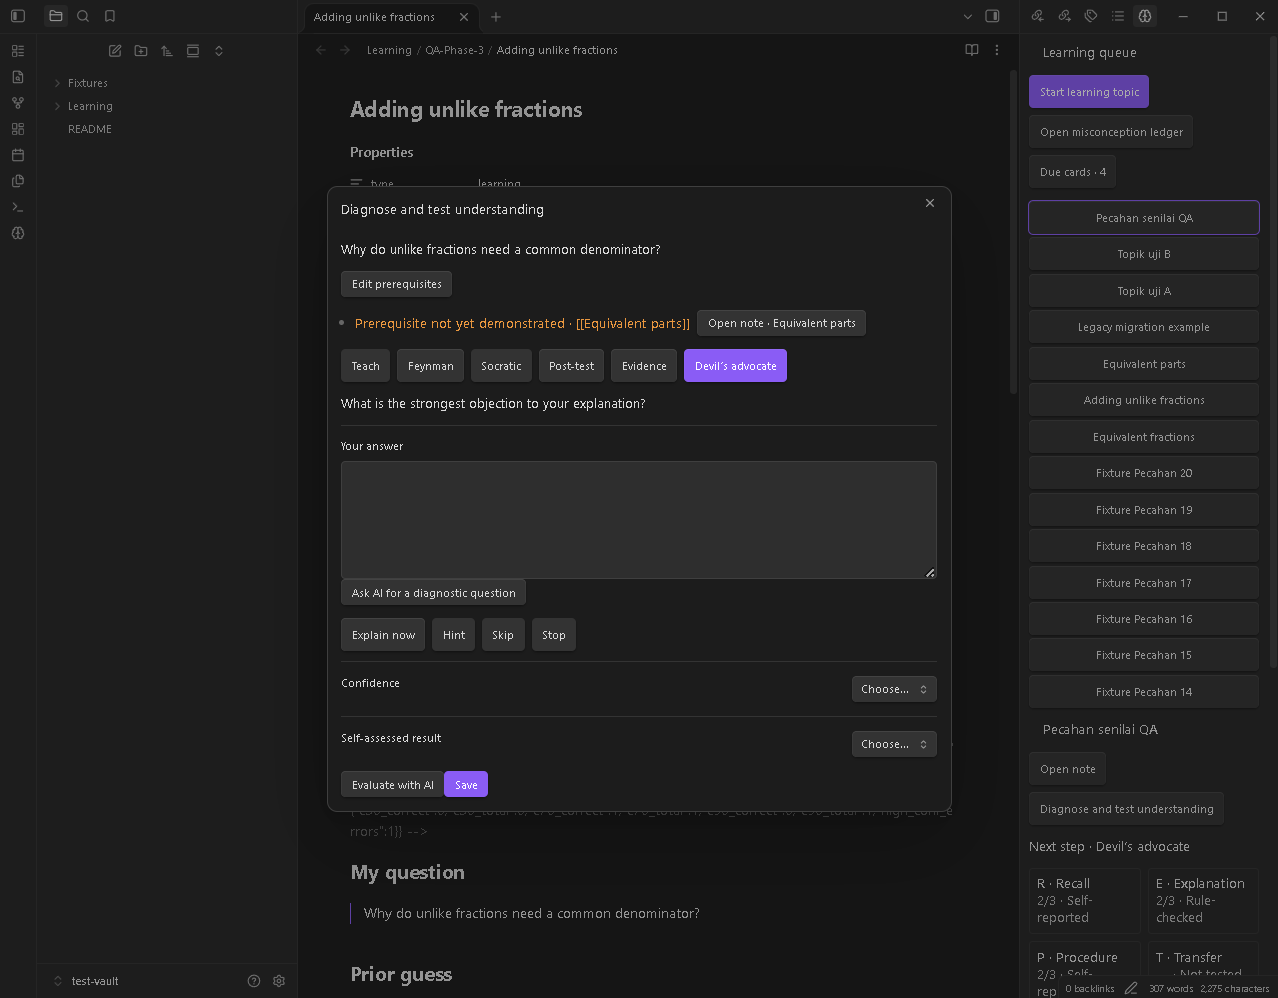 Adding unlike fractions
Learning / QA-Phase-3 / Adding unlike fractions
Fixtures
Learning
README
test-vault
Adding unlike fractions
Properties
type learning
Diagnose and test understanding
Why do unlike fractions need a common denominator?
Edit prerequisites
Prerequisite not yet demonstrated · [[Equivalent parts]]
Open note · Equivalent parts
Teach
Feynman
Socratic
Post-test
Evidence
Devil's advocate
What is the strongest objection to your explanation?
Your answer
Ask AI for a diagnostic question
Explain now
Hint
Skip
Stop
Confidence
Choose...
Self-assessed result
Choose...
Evaluate with AI
Save
rrors":1}} -->
My question
Why do unlike fractions need a common denominator?
Prior guess
Learning queue
Start learning topic
Open misconception ledger
Due cards · 4
Pecahan senilai QA
Topik uji B
Topik uji A
Legacy migration example
Equivalent parts
Adding unlike fractions
Equivalent fractions
Fixture Pecahan 20
Fixture Pecahan 19
Fixture Pecahan 18
Fixture Pecahan 17
Fixture Pecahan 16
Fixture Pecahan 15
Fixture Pecahan 14
Pecahan senilai QA
Open note
Diagnose and test understanding
Next step · Devil's advocate
R · Recall
2/3 · Self-
reported
E · Explanation
2/3 · Rule-
checked
P · Procedure
2/3 · Self-
rep
T · Transfer
· Not tested
0 backlinks
307 words
2,275 characters